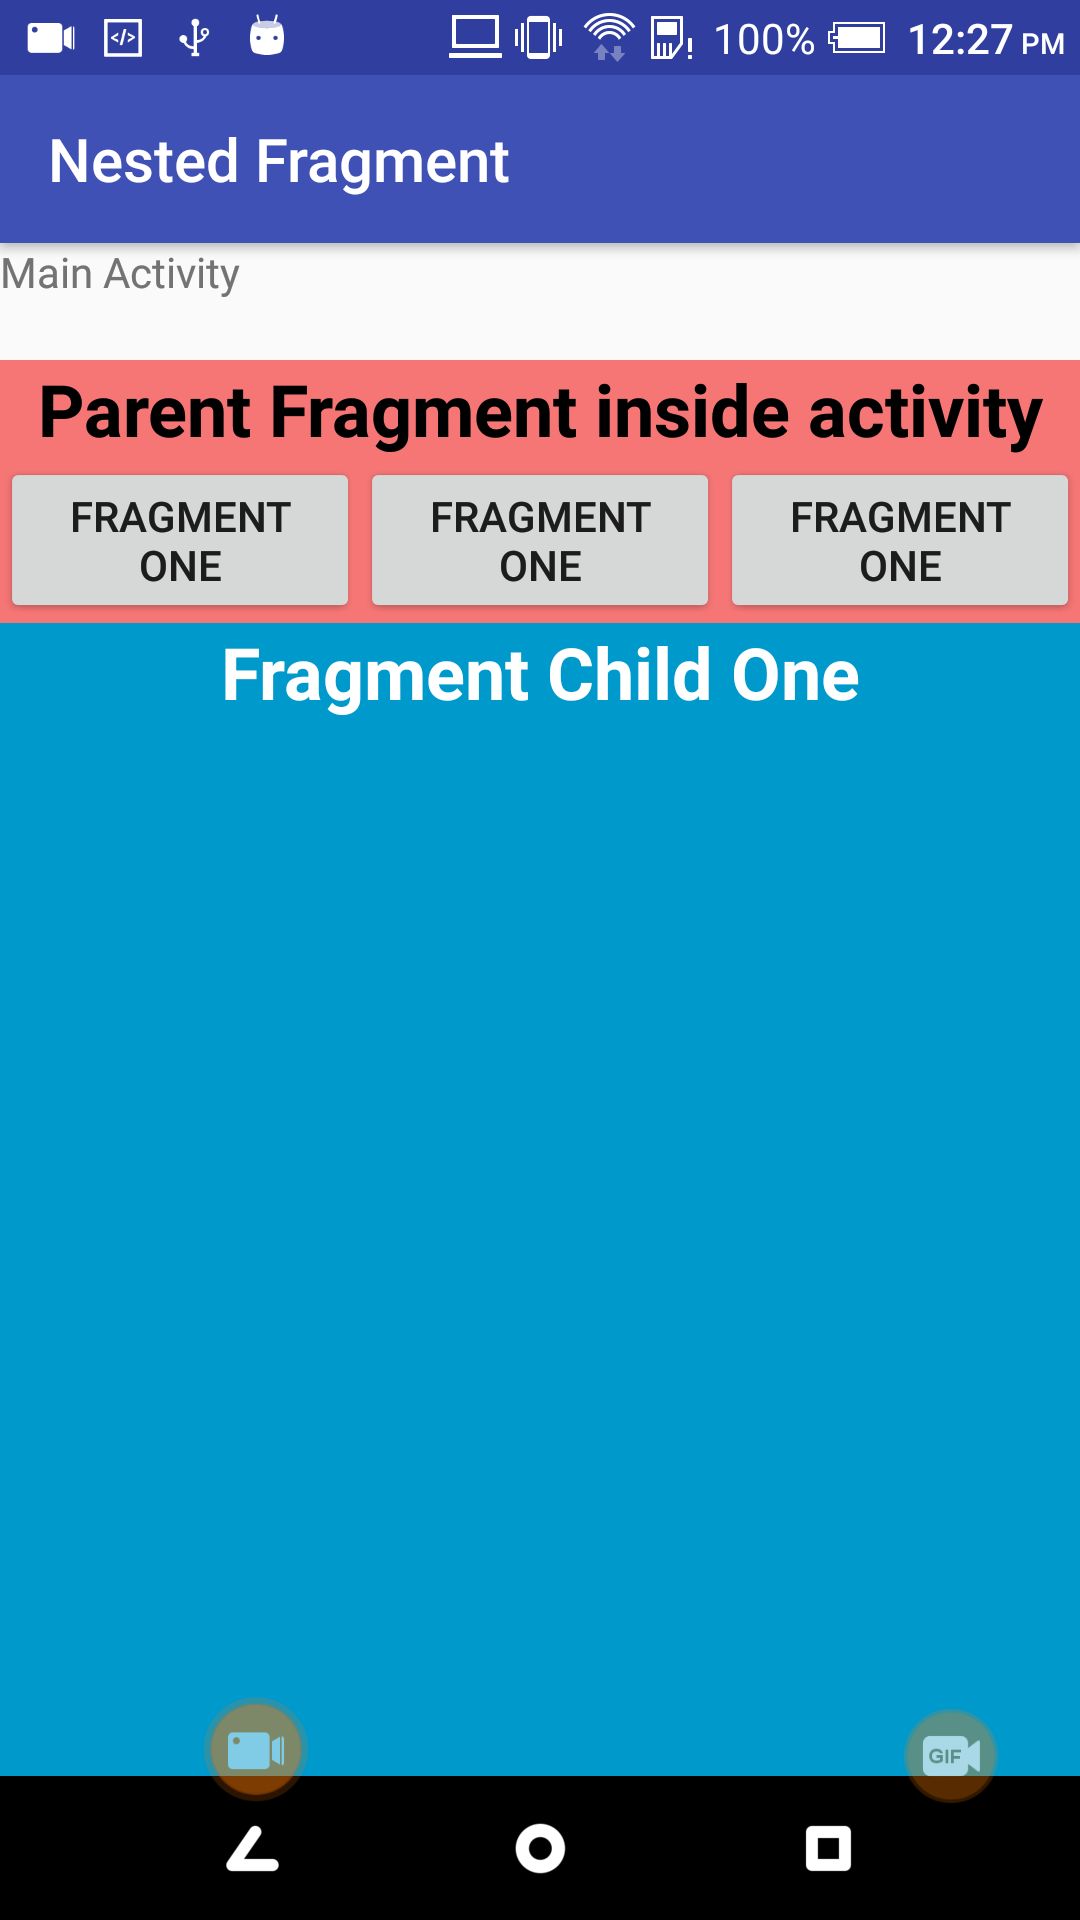 </>
100% 12:27 PM
Nested Fragment
Main Activity
Parent Fragment inside activity
FRAGMENT ONE
FRAGMENT ONE
FRAGMENT ONE
Fragment Child One
GIF